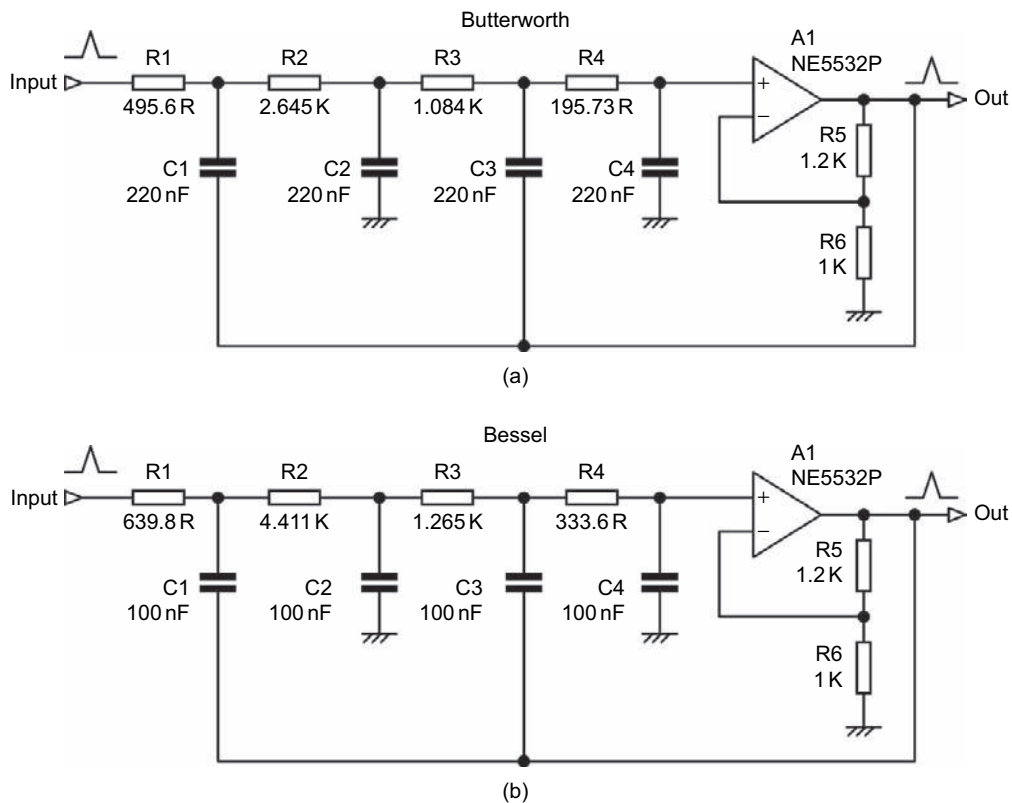 Butterworth
A1
NE5532P
Input
R1
R2
R3
R4
495.6 R
2.645 K
1.084 K
195.73 R
+
−
Out
R5
1.2 K
C1
220 nF
C2
220 nF
C3
220 nF
C4
220 nF
R6
1 K
(a)
Bessel
A1
NE5532P
Input
R1
R2
R3
R4
639.8 R
4.411 K
1.265 K
333.6 R
+
−
Out
R5
1.2 K
C1
100 nF
C2
100 nF
C3
100 nF
C4
100 nF
R6
1 K
(b)